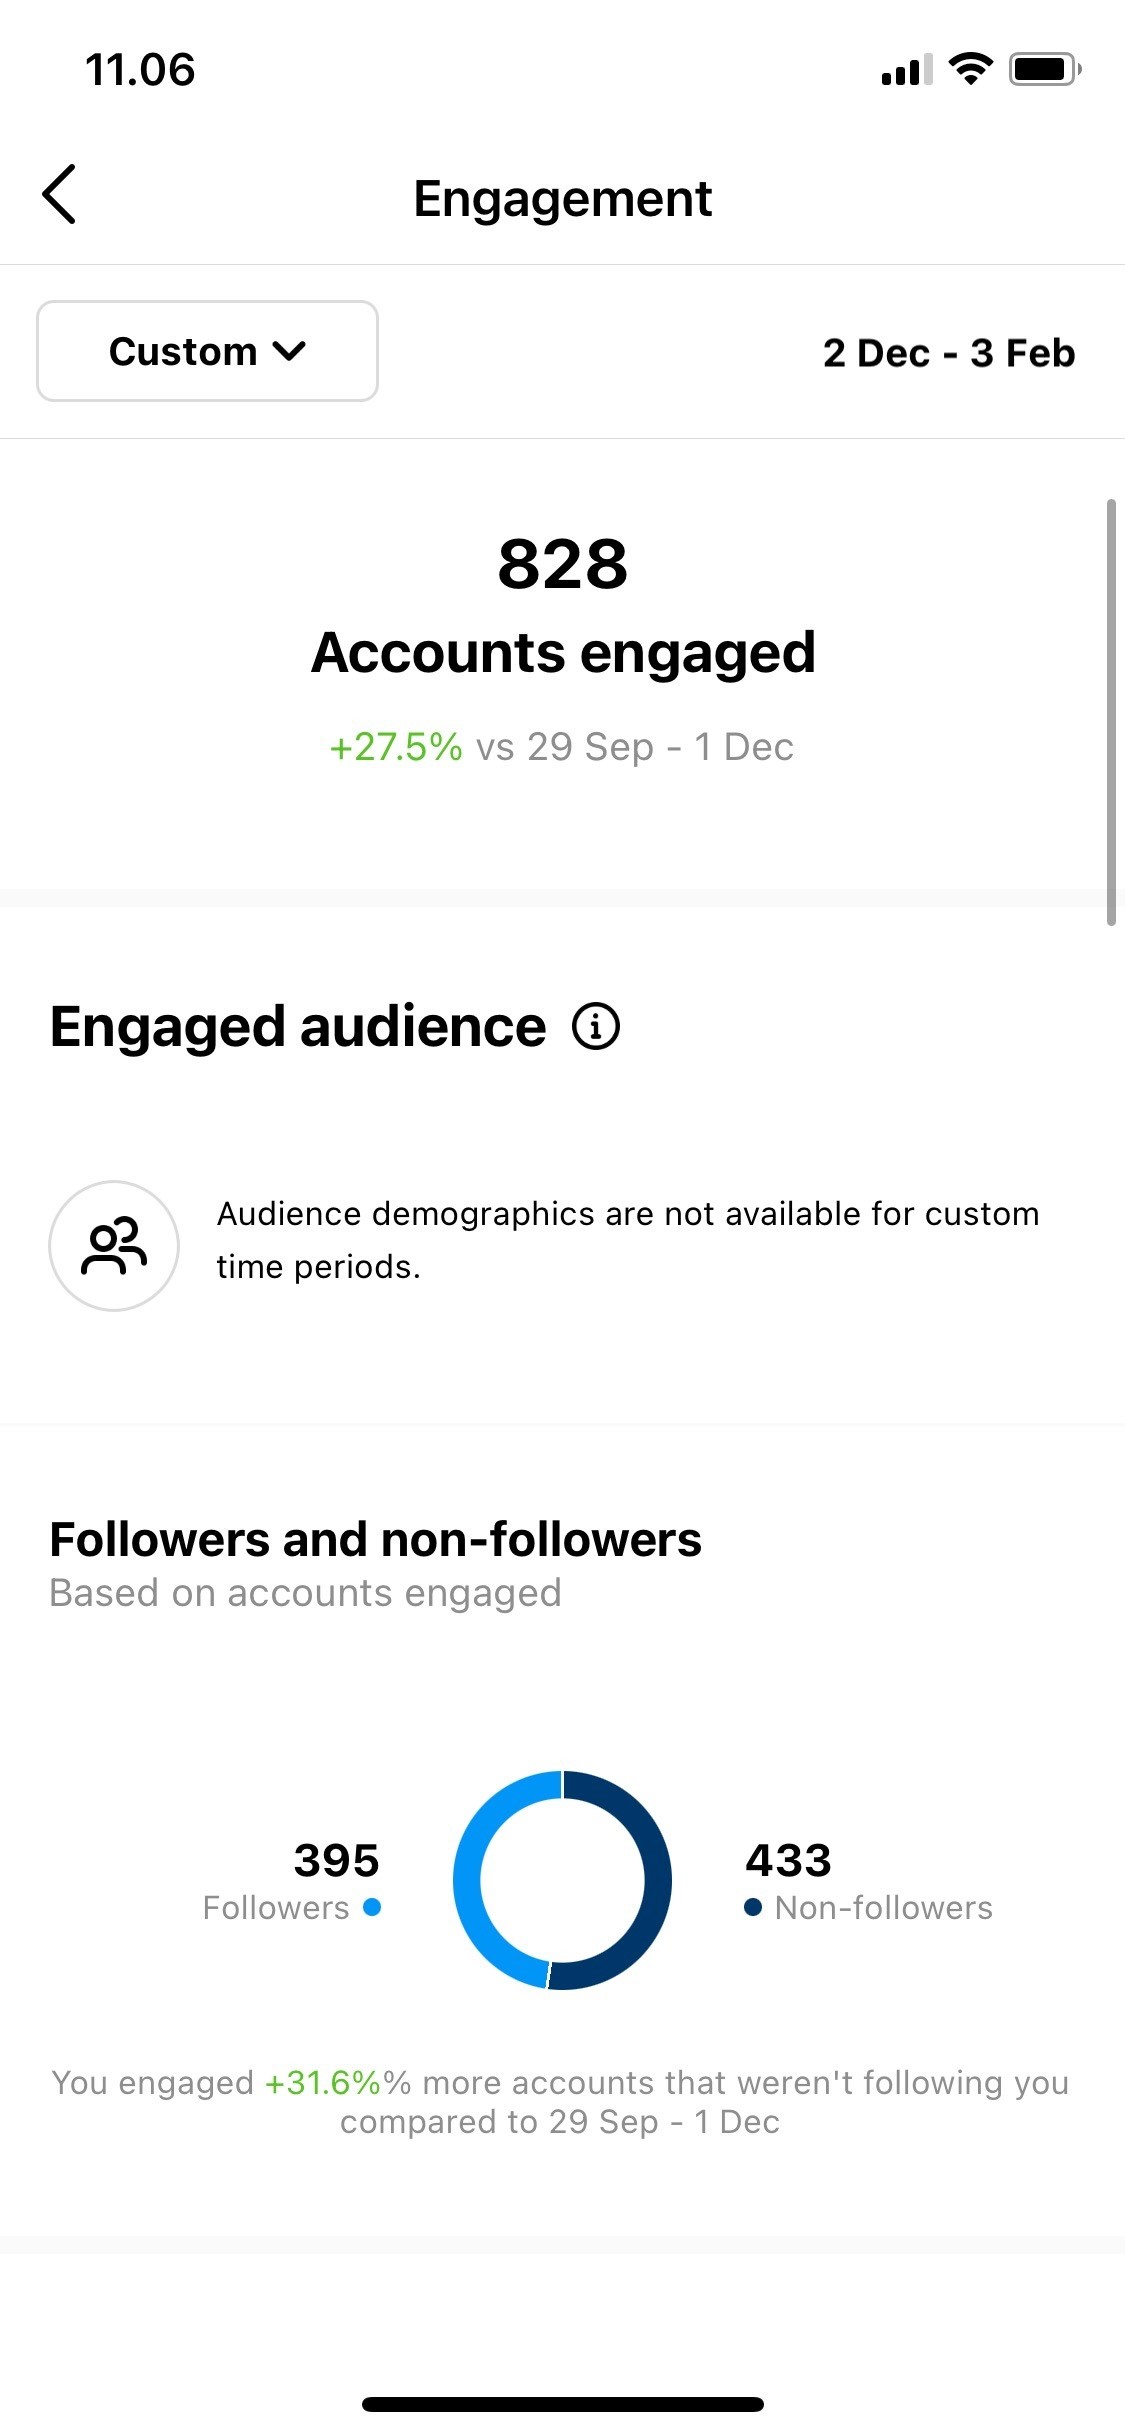 11.06
Engagement
Custom
2 Dec - 3 Feb
828
Accounts engaged
+27.5% vs 29 Sep - 1 Dec
Engaged audience
Audience demographics are not available for custom
time periods.
Followers and non-followers
Based on accounts engaged
395
Followers
433
Non-followers
You engaged +31.6%% more accounts that weren't following you
compared to 29 Sep - 1 Dec